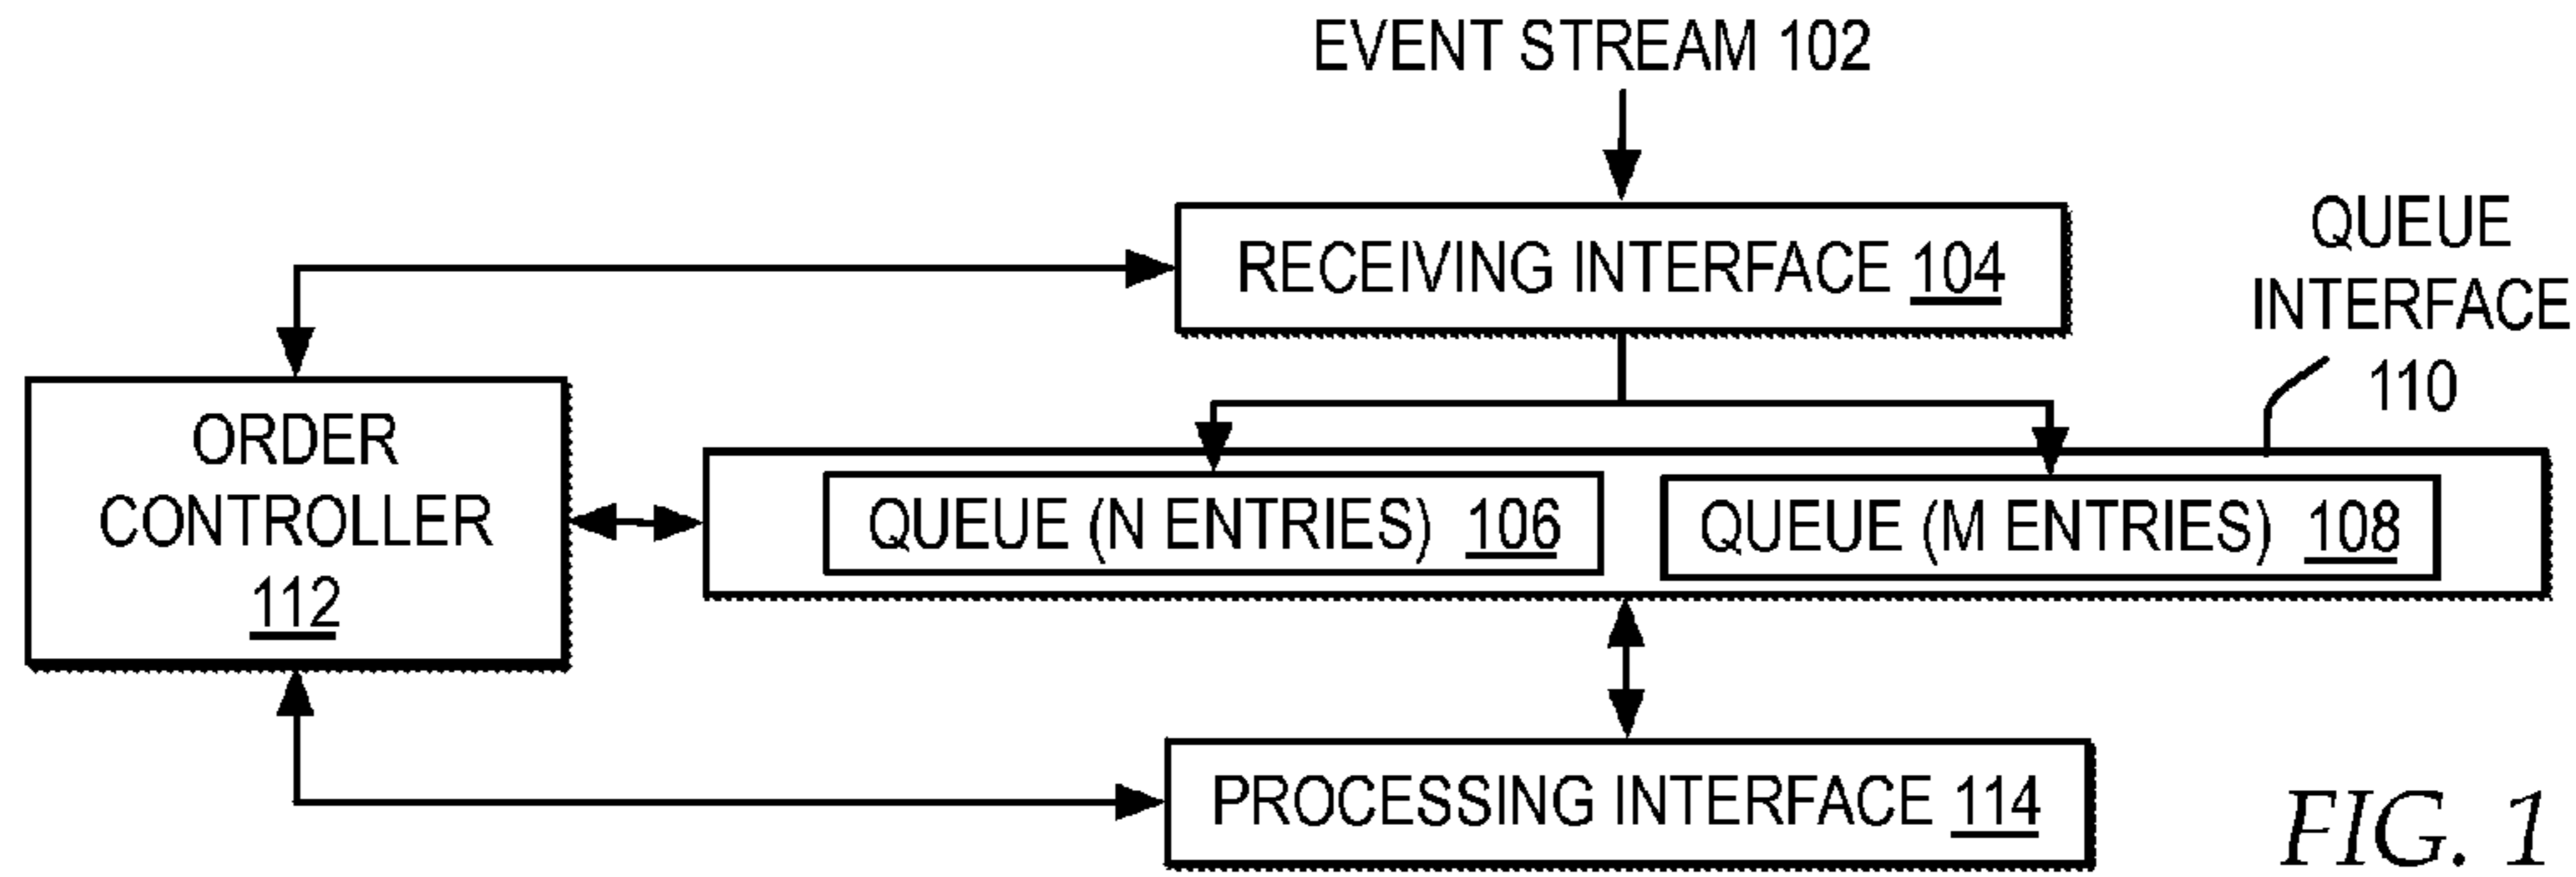 EVENT STREAM 102
RECEIVING INTERFACE 104
QUEUE
INTERFACE
110
ORDER
CONTROLLER
112
QUEUE (N ENTRIES) 106
QUEUE (M ENTRIES) 108
PROCESSING INTERFACE 114
FIG. 1